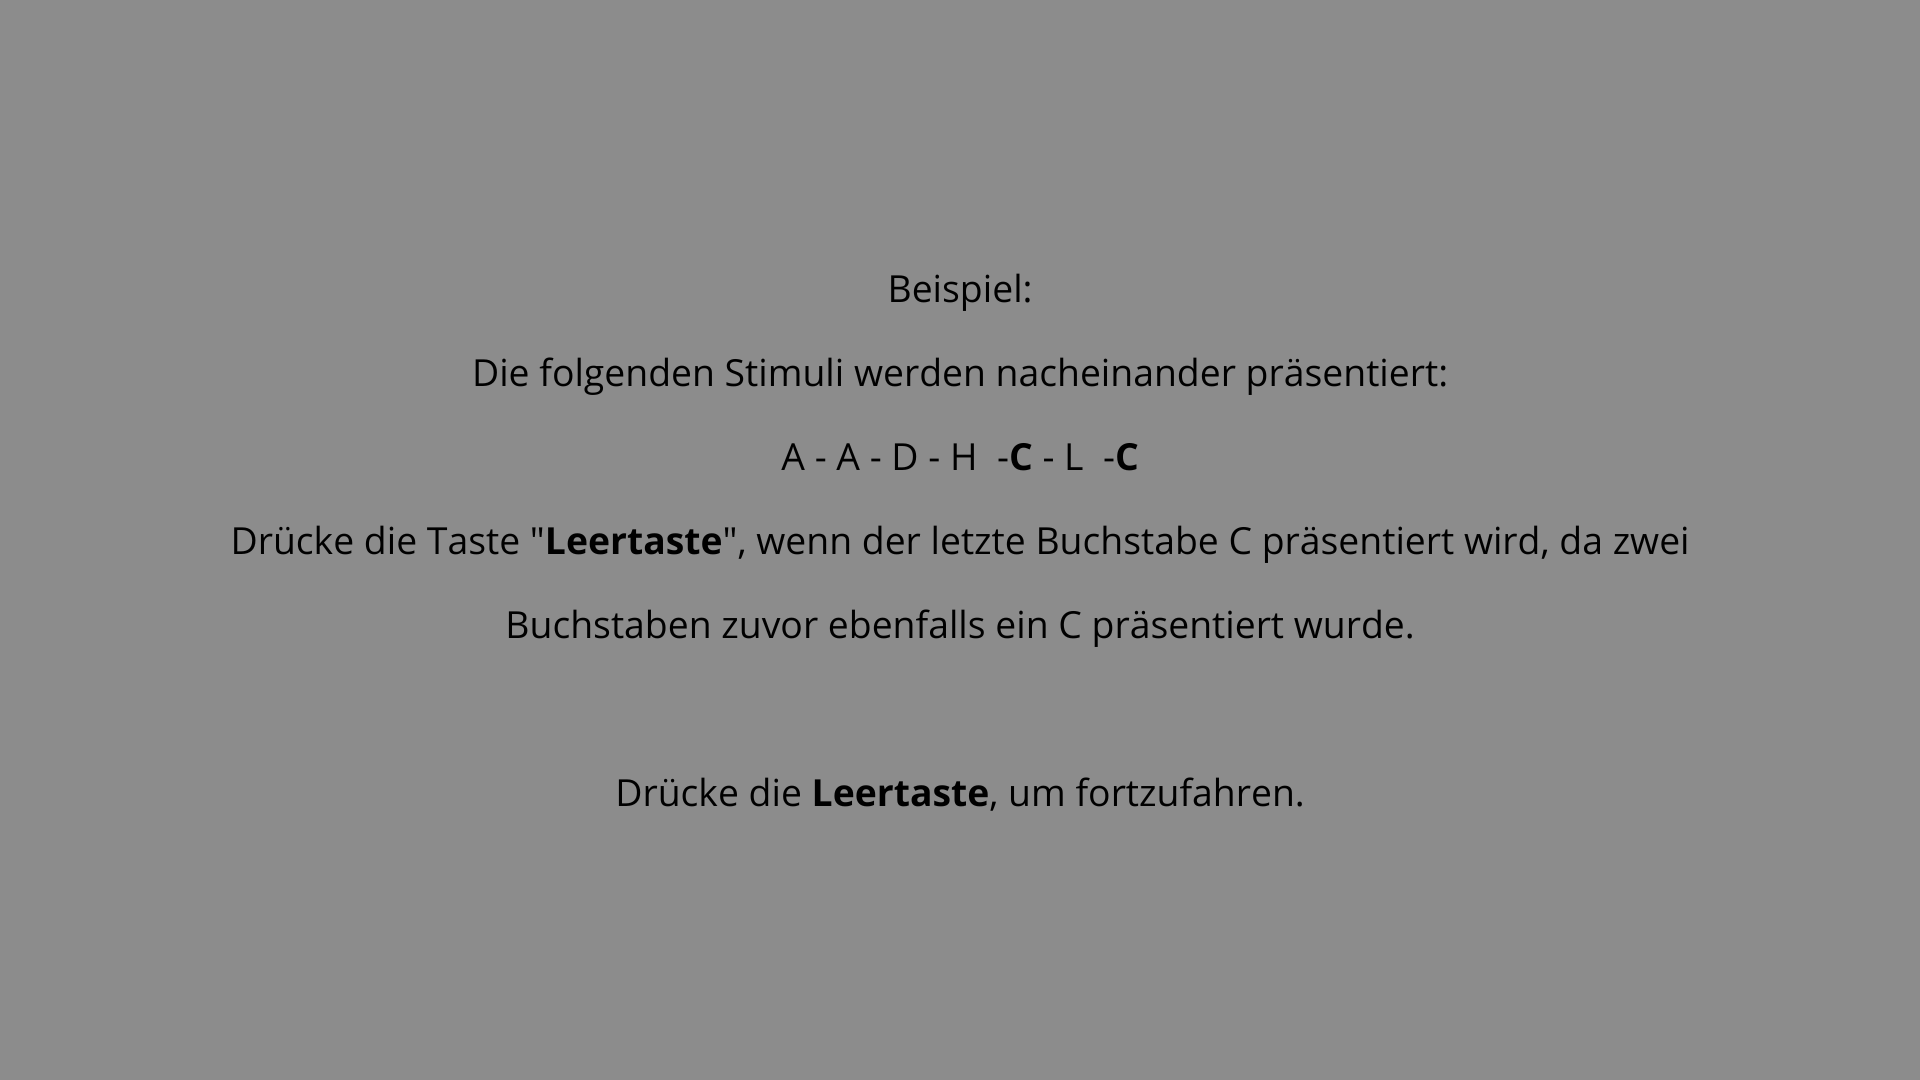 Beispiel:
Die folgenden Stimuli werden nacheinander präsentiert:
A - A - D - H  -C - L  -C
Drücke die Taste "Leertaste", wenn der letzte Buchstabe C präsentiert wird, da zwei
Buchstaben zuvor ebenfalls ein C präsentiert wurde.
Drücke die Leertaste, um fortzufahren.